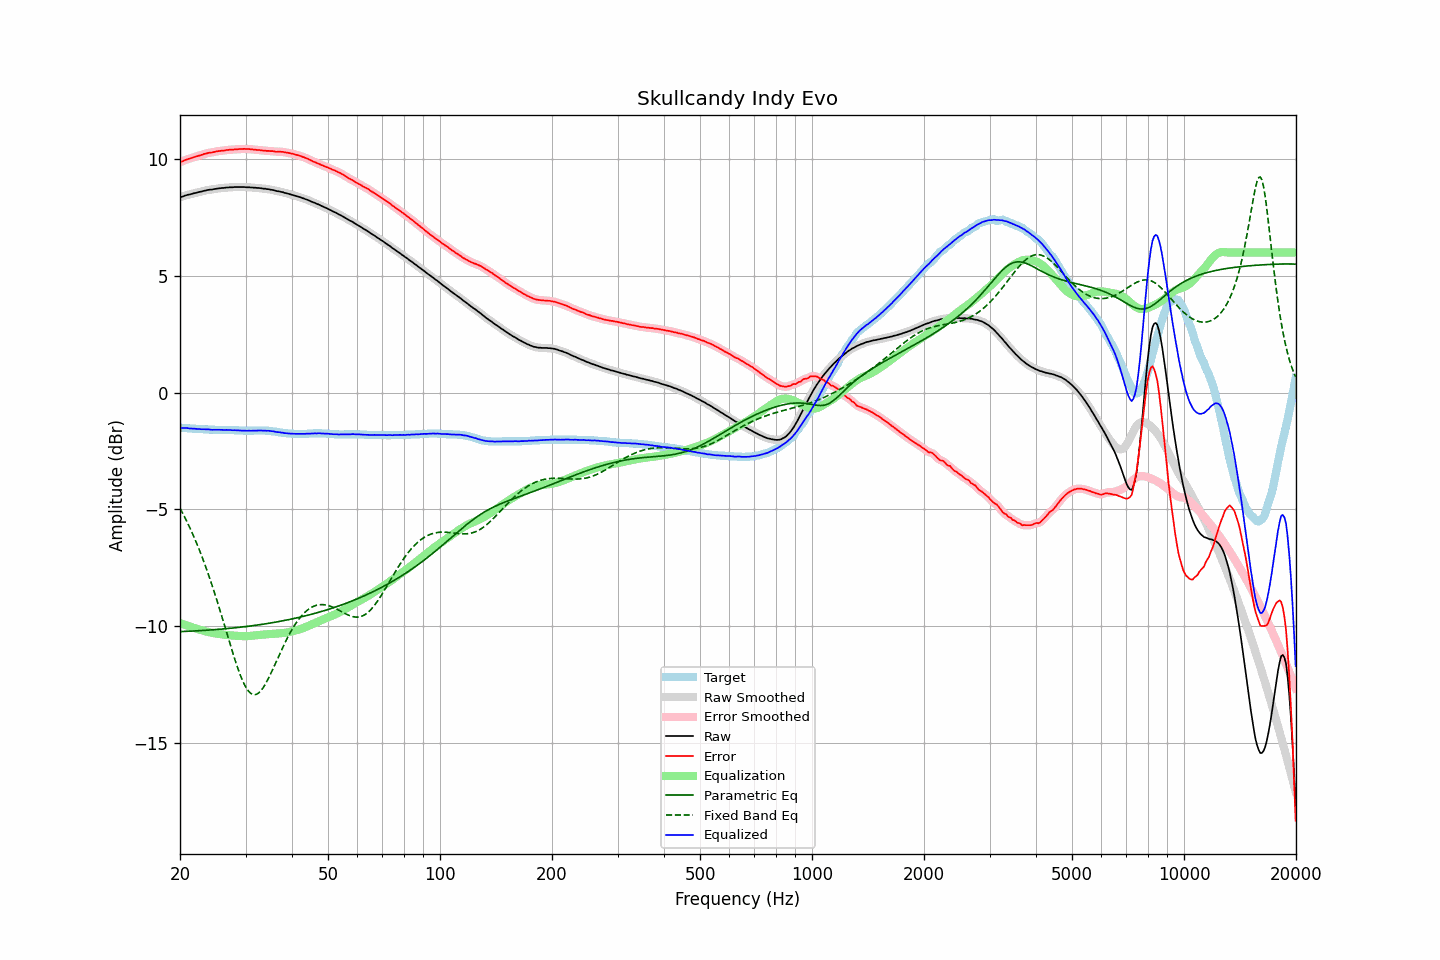 Skullcandy Indy Evo
Amplitude (dBr)
10
5
0
−5
−10
−15
Target
Raw Smoothed
Error Smoothed
Raw
Error
Equalization
Parametric Eq
Fixed Band Eq
Equalized
20 50 100 200 500 1000 2000 5000 10000 20000
Frequency (Hz)